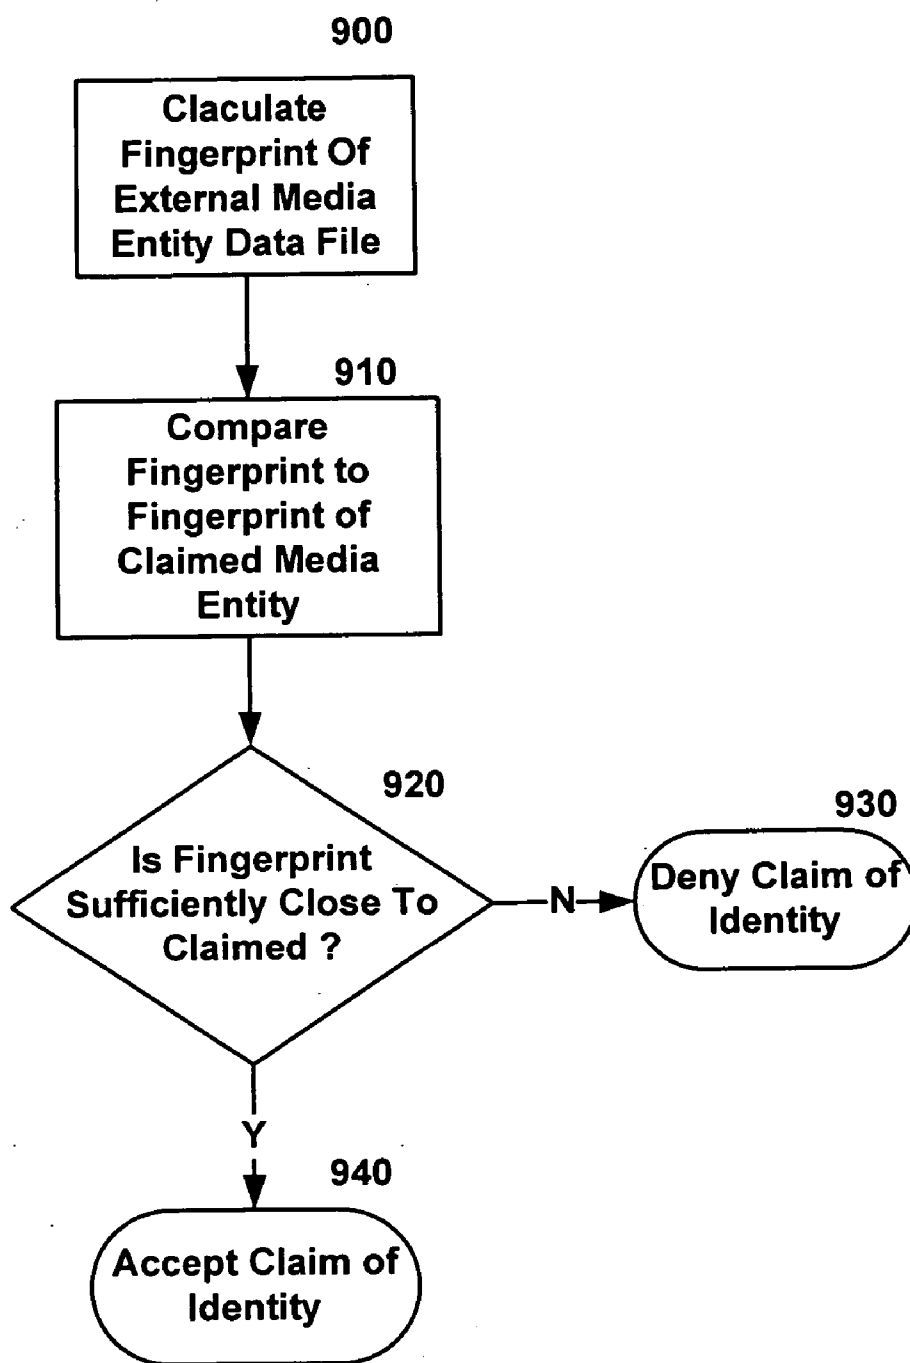 900
Claculate
Fingerprint Of
External Media
Entity Data File
910
Compare
Fingerprint to
Fingerprint of
Claimed Media
Entity
920
Is Fingerprint
Sufficiently Close To
Claimed ?
N
930
Deny Claim of
Identity
Y
940
Accept Claim of
Identity